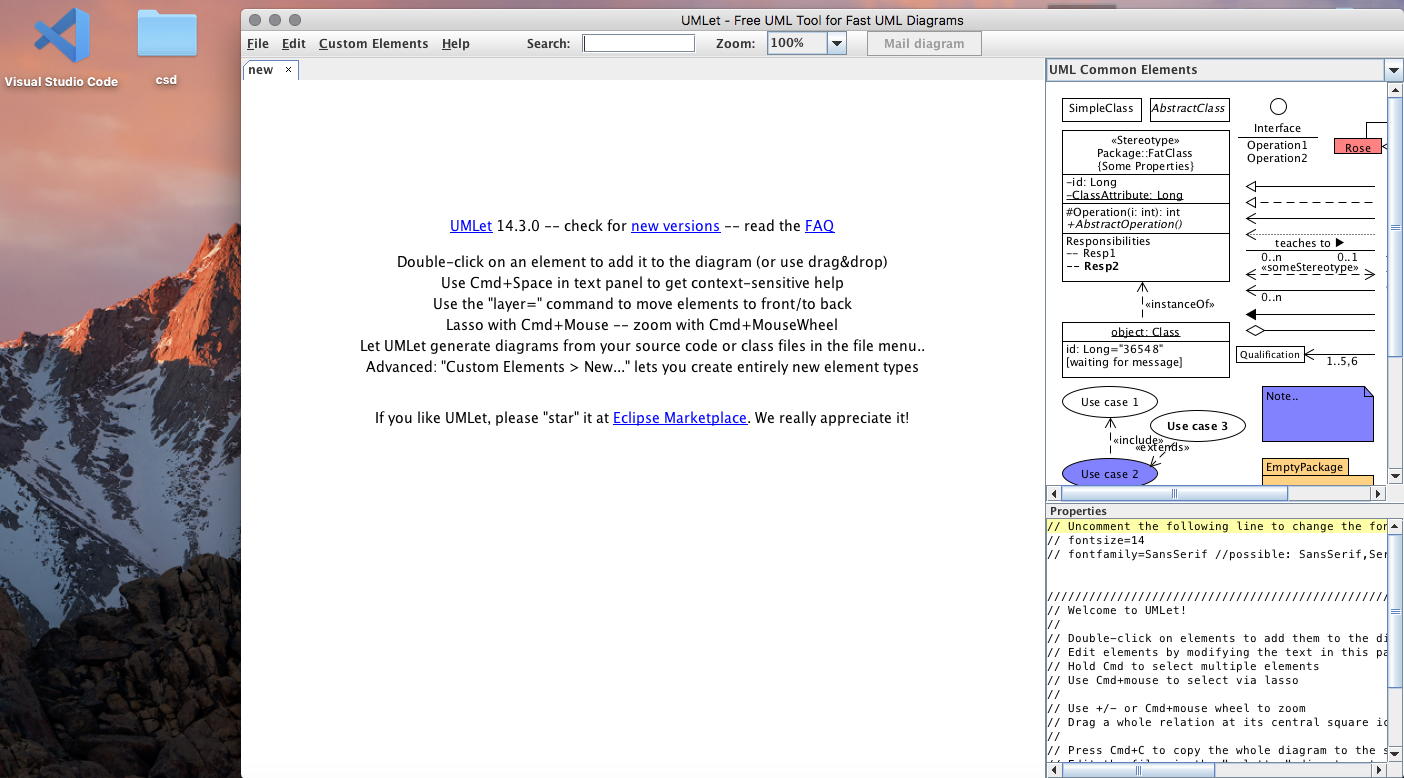 Visual Studio Code
csd
UMLet - Free UML Tool for Fast UML Diagrams
File Edit Custom Elements Help Search: Zoom: 100% Mail diagram
new ×
UMLet 14.3.0 -- check for new versions -- read the FAQ
Double-click on an element to add it to the diagram (or use drag&drop)
Use Cmd+Space in text panel to get context-sensitive help
Use the "layer=" command to move elements to front/to back
Lasso with Cmd+Mouse -- zoom with Cmd+MouseWheel
Let UMLet generate diagrams from your source code or class files in the file menu..
Advanced: "Custom Elements > New..." lets you create entirely new element types
If you like UMLet, please "star" it at Eclipse Marketplace. We really appreciate it!
UML Common Elements
SimpleClass
AbstractClass
«Stereotype»
Package::FatClass
{Some Properties}
-id: Long
-ClassAttribute: Long
#Operation(i: int): int
+AbstractOperation()
Responsibilities
-- Resp1
-- Resp2
Interface
Operation1
Operation2
Rose
teaches to ▶
0..n 0..1
«someStereotype»
0..n
«instanceOf»
object: Class
id: Long="36548"
[waiting for message]
Qualification
1..5,6
Use case 1
Use case 3
«include»
«extends»
Use case 2
Note..
EmptyPackage
Properties
// Uncomment the following line to change the fon
// fontsize=14
// fontfamily=SansSerif //possible: SansSerif,Ser
/////////////////////////////////////////////////
// Welcome to UMLet!
//
// Double-click on elements to add them to the di
// Edit elements by modifying the text in this pa
// Hold Cmd to select multiple elements
// Use Cmd+mouse to select via lasso
//
// Use +/- or Cmd+mouse wheel to zoom
// Drag a whole relation at its central square ic
//
// Press Cmd+C to copy the whole diagram to the s